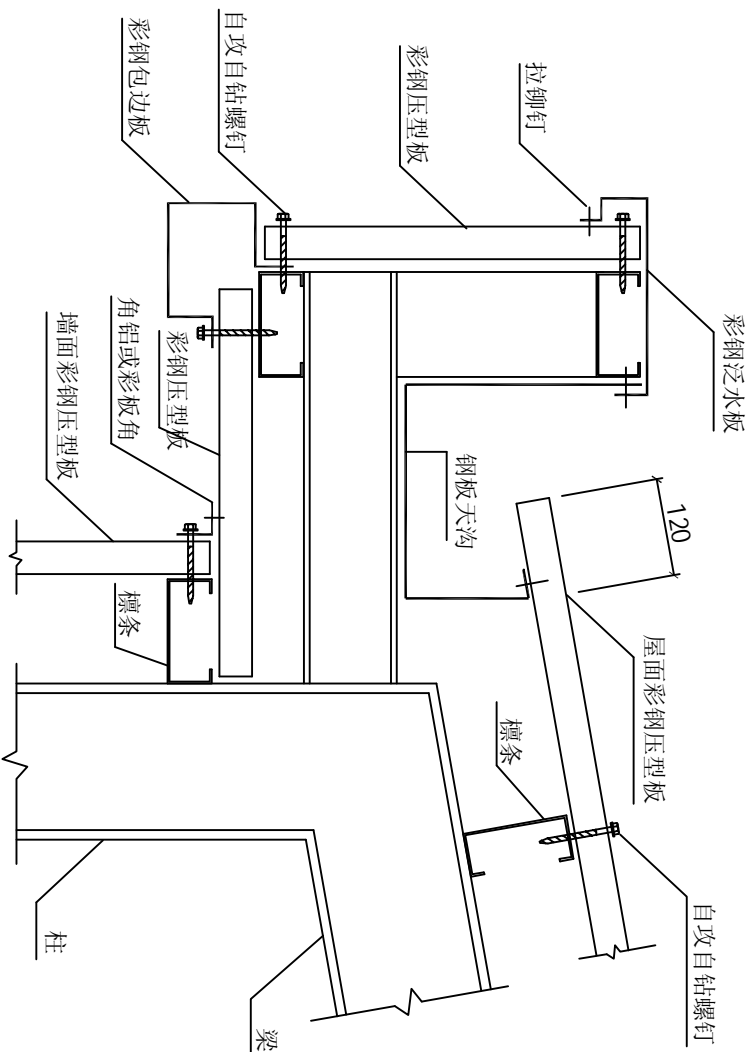 彩钢泛水板
自攻自钻螺钉
120
屋面彩钢压型板
拉铆钉
檩条
钢板天沟
彩钢压型板
梁
自攻自钻螺钉
彩钢压型板
彩钢包边板
角铝或彩板角
檩条
墙面彩钢压型板
柱